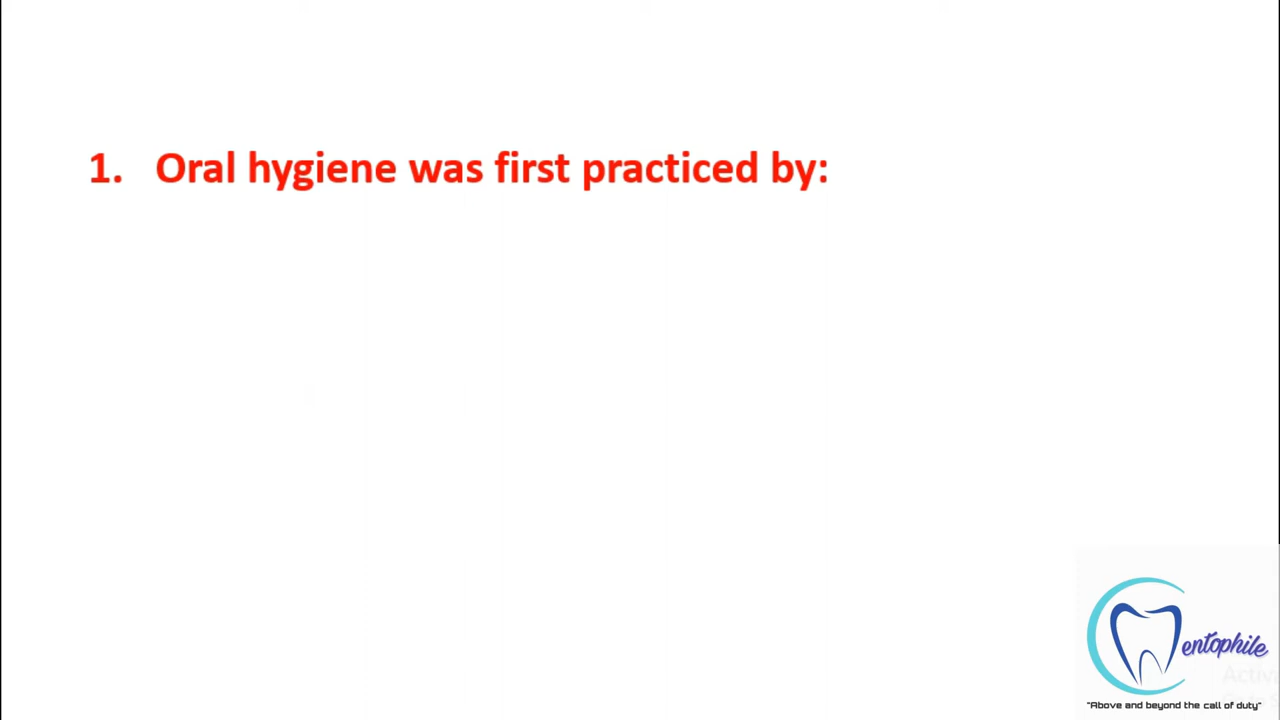 1. Oral hygiene was first practiced by:
entophile
"Above and beyond the call of duty"